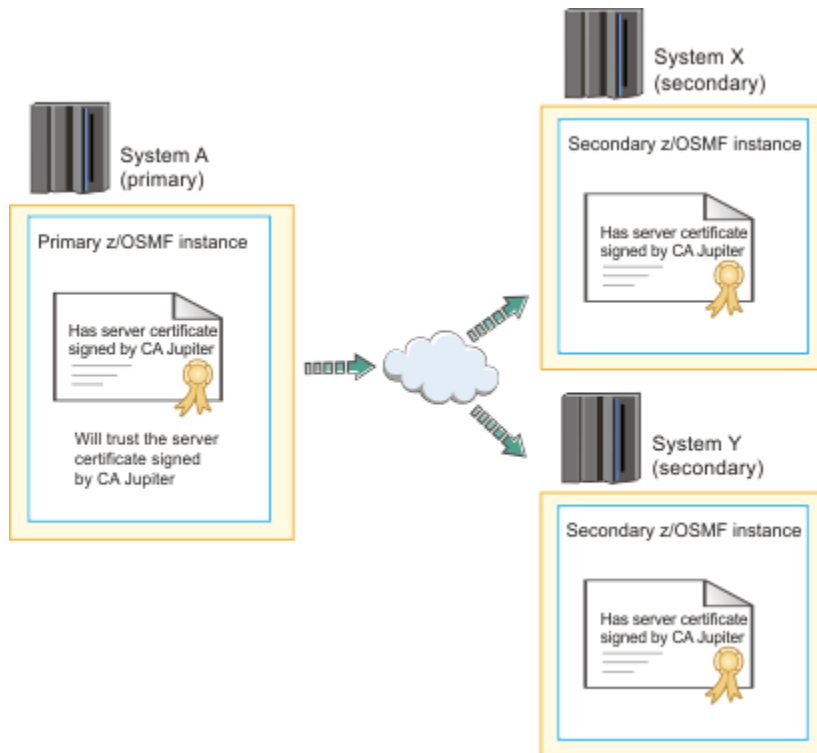 System A
(primary)
Primary z/OSMF instance
Has server certificate
signed by CA Jupiter
Will trust the server
certificate signed
by CA Jupiter
System X
(secondary)
Secondary z/OSMF instance
Has server certificate
signed by CA Jupiter
System Y
(secondary)
Secondary z/OSMF instance
Has server certificate
signed by CA Jupiter